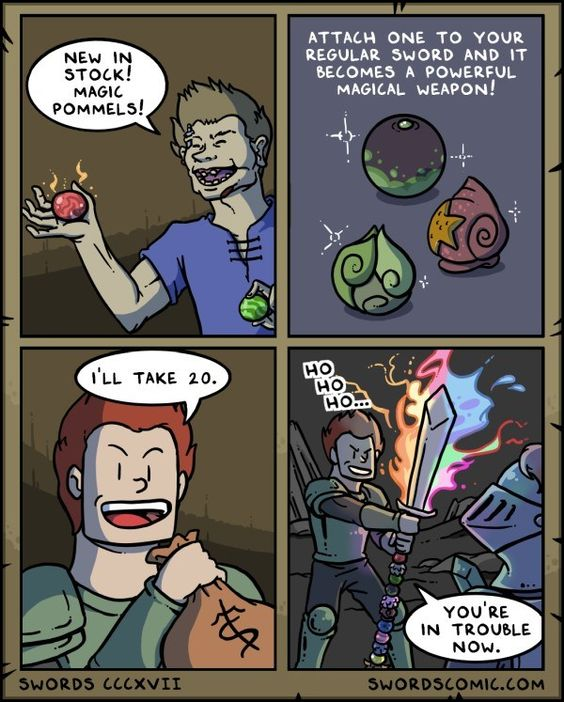 NEW IN
STOCK!
MAGIC
POMMELS!
ATTACH ONE TO YOUR
REGULAR SWORD AND IT
BECOMES A POWERFUL
MAGICAL WEAPON!
I'LL TAKE 20.
HO
HO
HO...
YOU'RE
IN TROUBLE
NOW.
SWORDS CCCXVII
SWORDSCOMIC.COM